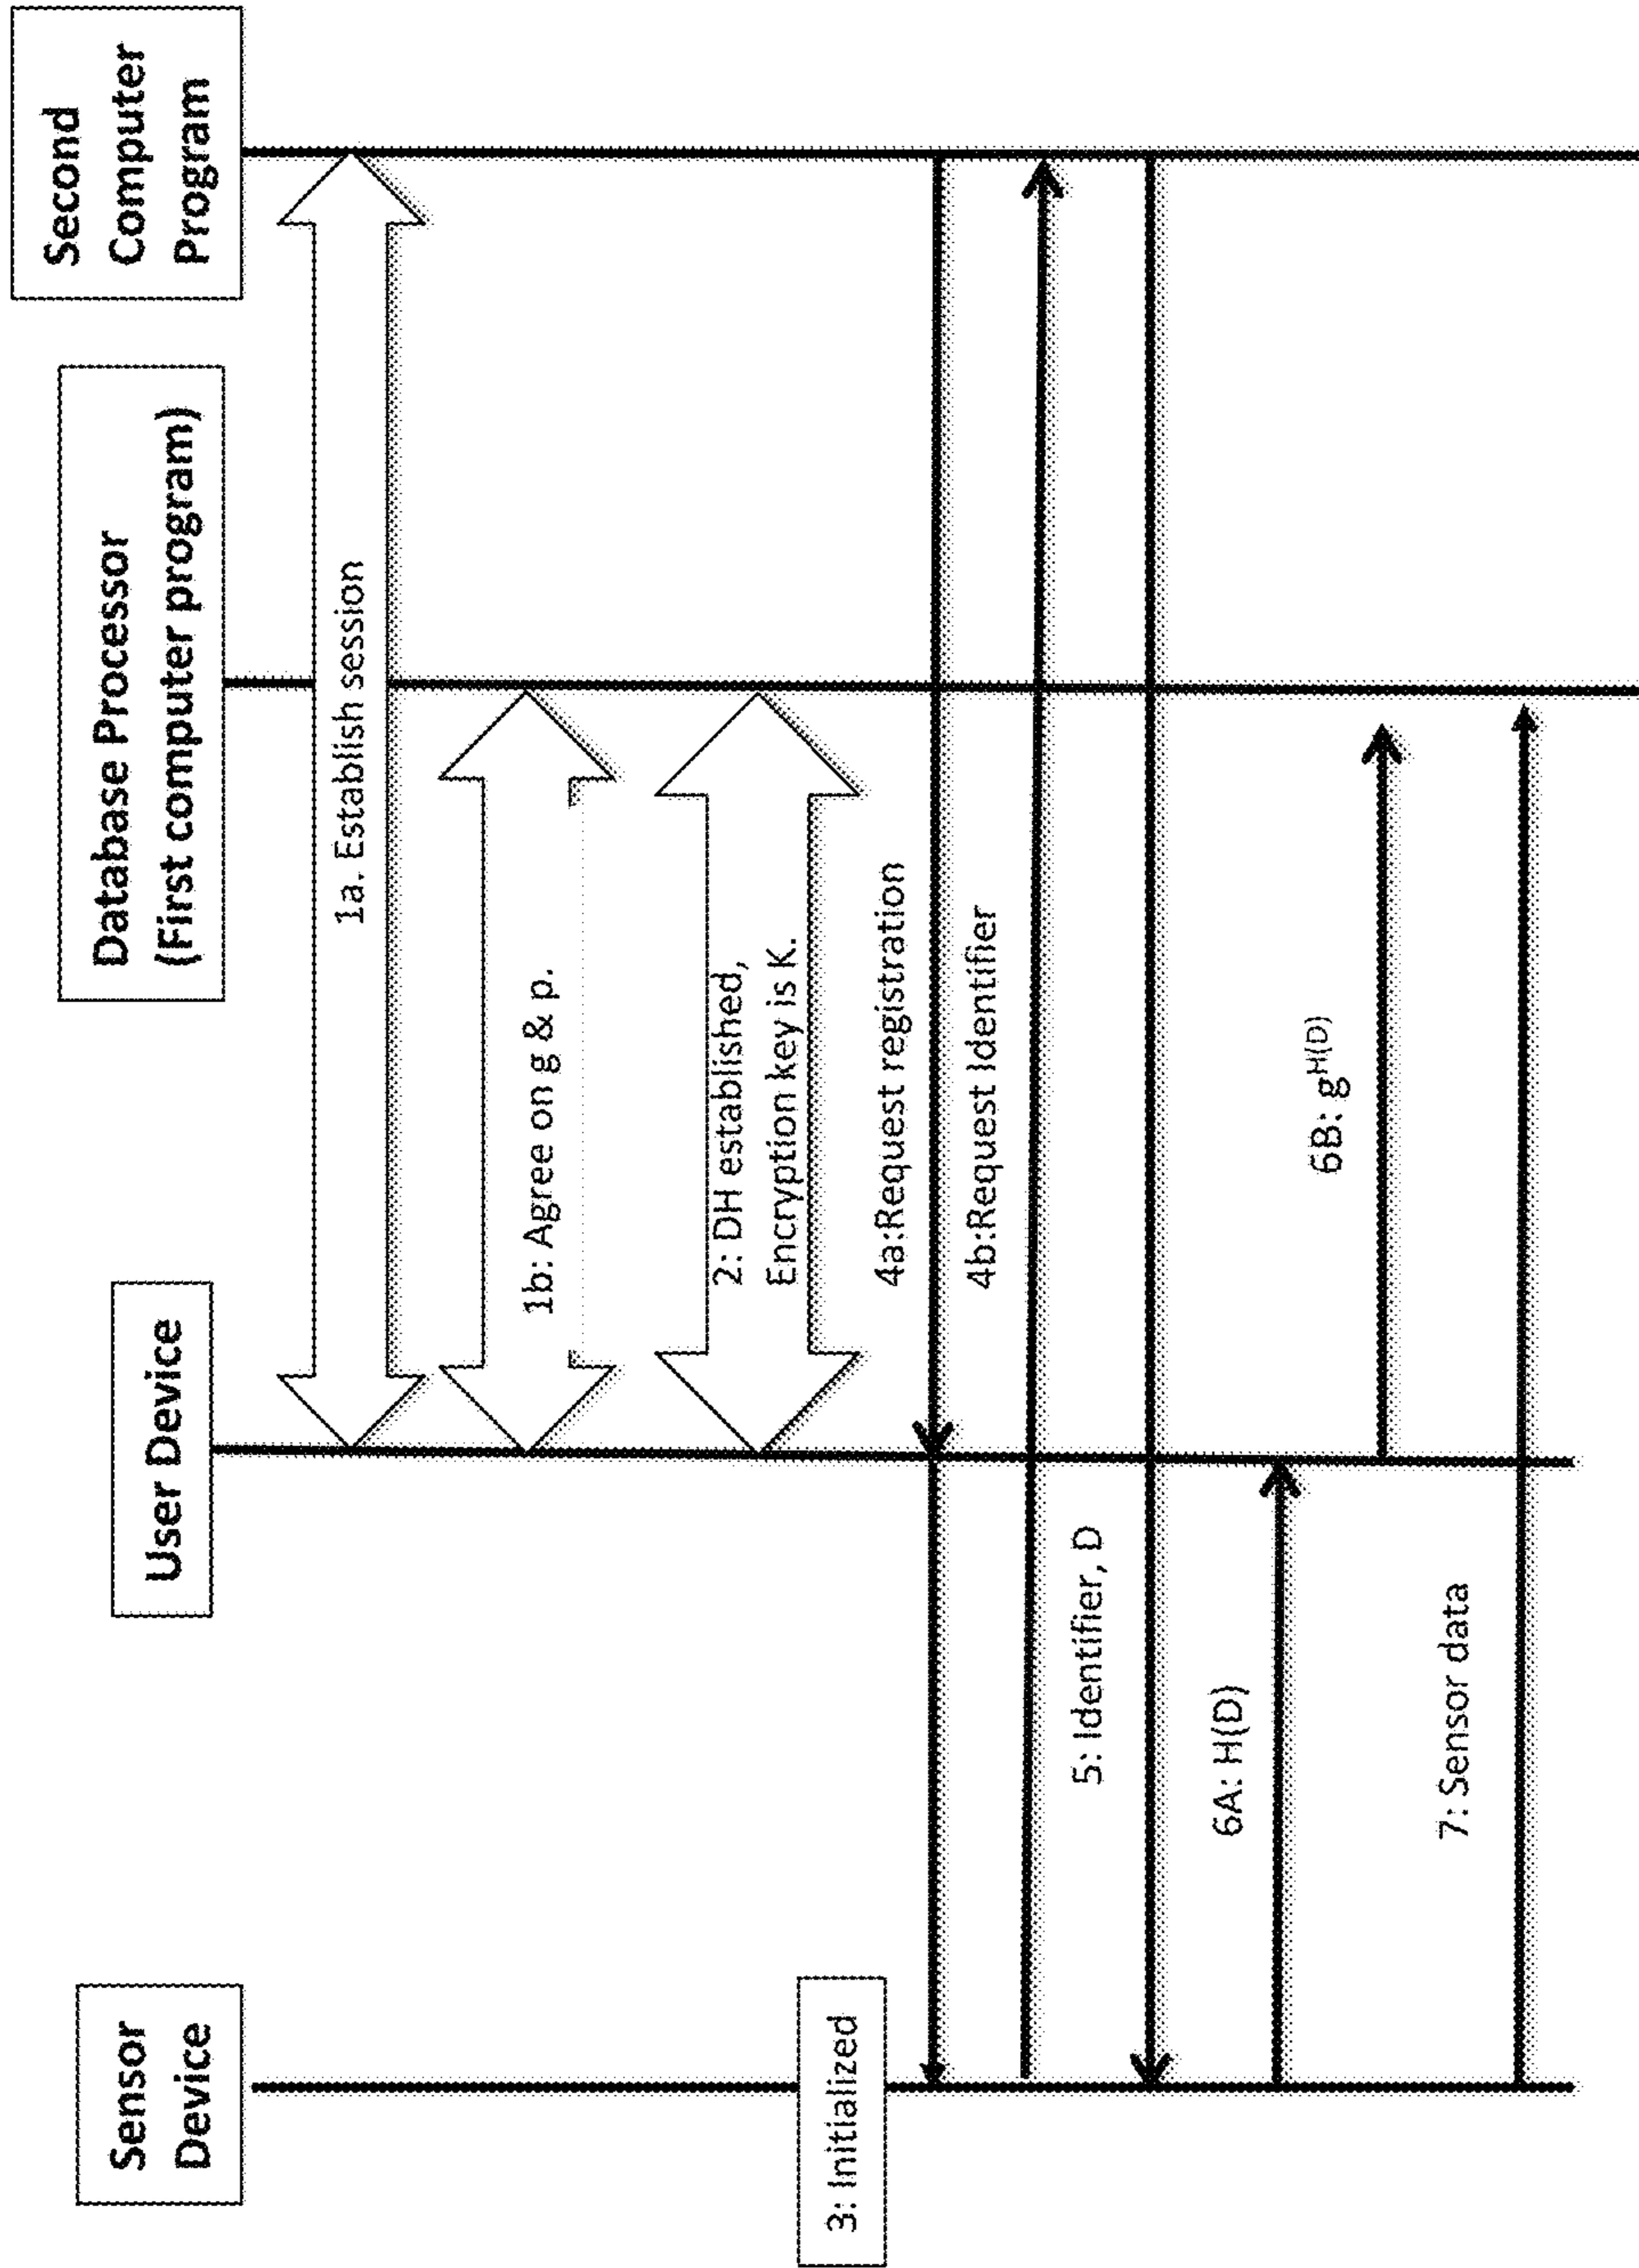 Sensor
Device
User Device
Database Processor
(First computer program)
Second
Computer
Program
1a. Establish session
1b: Agree on g & p.
2: DH established,
Encryption key is K.
3: Initialized
4a:Request registration
4b:Request Identifier
5: Identifier, D
6A: H(D)
6B: g^H(D)
7: Sensor data